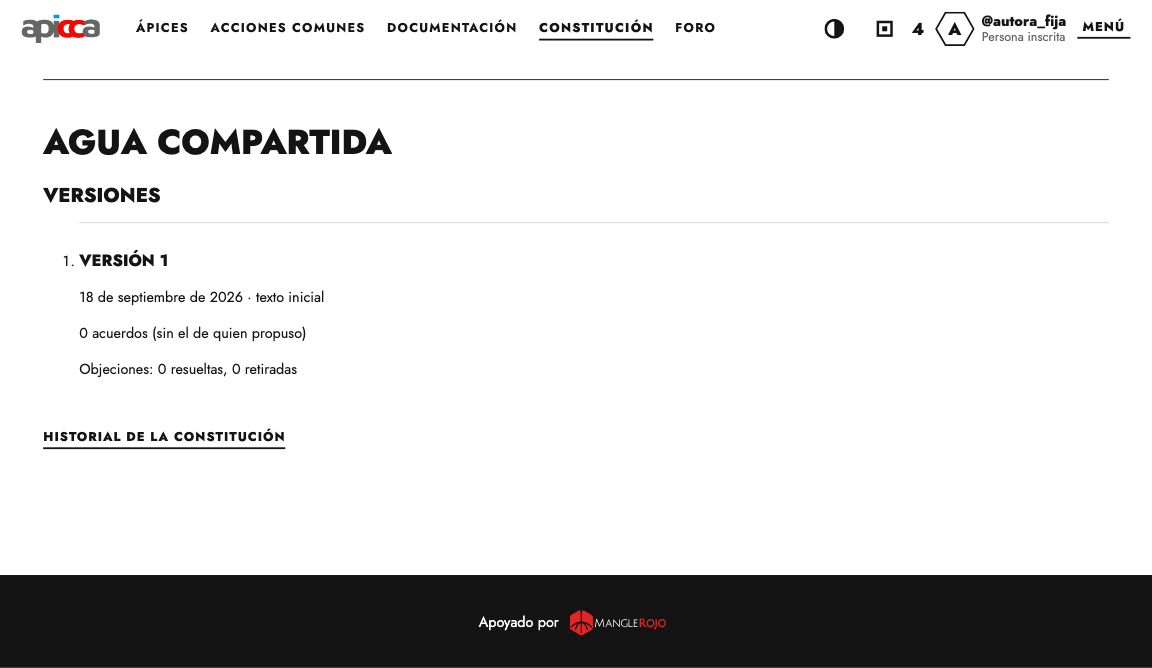 apicca
ÁPICES
ACCIONES COMUNES
DOCUMENTACIÓN
CONSTITUCIÓN
FORO
4
A
@autora_fija
Persona inscrita
MENÚ
AGUA COMPARTIDA
VERSIONES
1. VERSIÓN 1
18 de septiembre de 2026 · texto inicial
0 acuerdos (sin el de quien propuso)
Objeciones: 0 resueltas, 0 retiradas
HISTORIAL DE LA CONSTITUCIÓN
Apoyado por MANGLEROJO